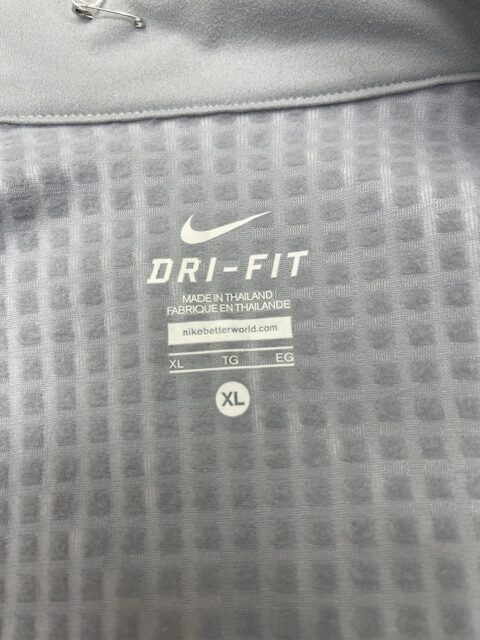 DRI-FIT
MADE IN THAILAND
FABRIQUE EN THAILANDE
nikebetterworld.com
XL TG EG
XL